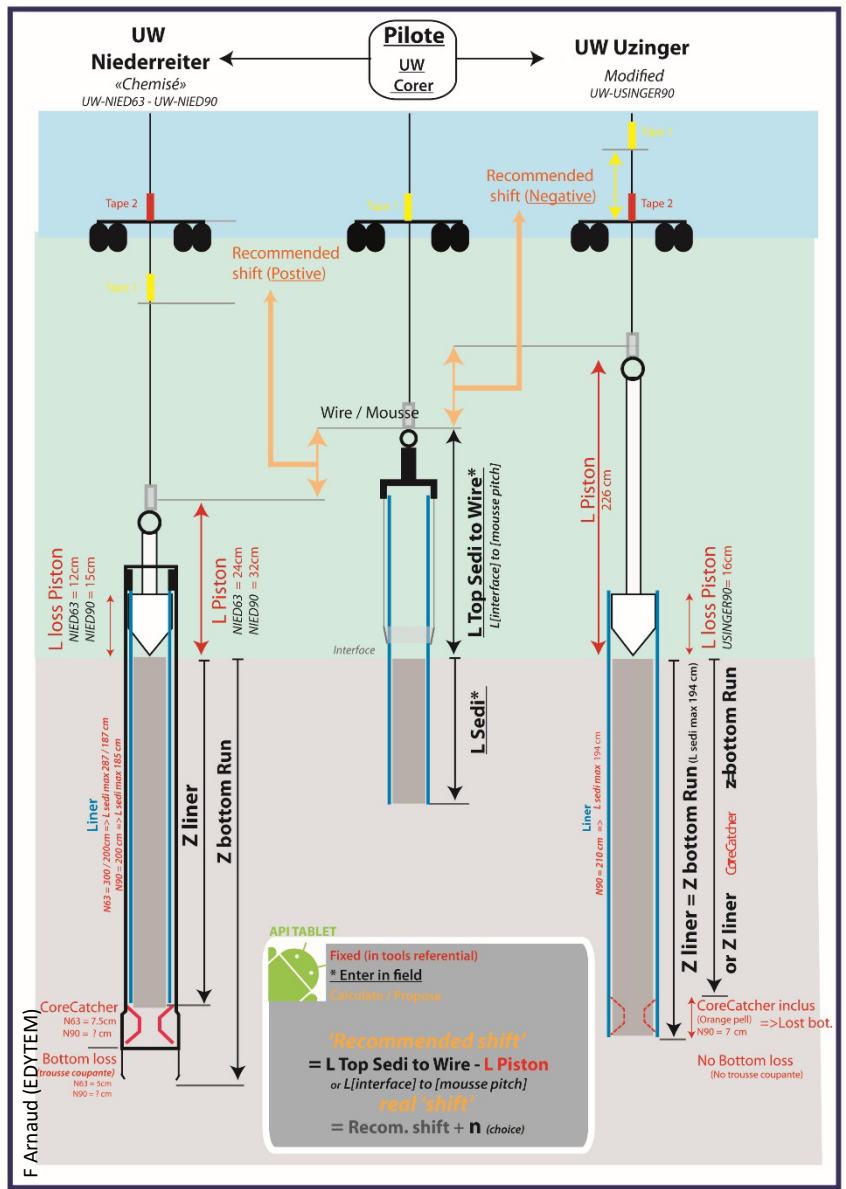 UW
Niederreiter
«Chemisé»
UW-NIED63 - UW-NIED90
Pilote
UW
Corer
UW Uzinger
Modified
UW-USINGER90
Tape 1
Recommended
shift (Negative)
Tape 2
Tape 1
Tape 2
Recommended
shift (Postive)
Tape 1
Wire / Mousse
L Piston
226 cm
L Top Sedi to Wire*
L[interface] to [mousse pitch]
L loss Piston
NIED63 = 12cm
NIED90 = 15cm
L Piston
NIED63 = 24cm
NIED90 = 32cm
L loss Piston
USINGER90= 16cm
Interface
L Sedi*
Liner
N63 = 300 / 200cm => L sedi max 287 / 187 cm
N90 = 200 cm => L sedi max 185 cm
Z liner
Z bottom Run
Liner
N90 = 210 cm => L sedi max 194 cm
Z liner = Z bottom Run (L sedi max 194 cm)
or Z liner CoreCatcher z-bottom Run
API TABLET
Fixed (in tools referential)
* Enter in field
Calculate / Propose
'Recommended shift'
= L Top Sedi to Wire - L Piston
or L[interface] to [mousse pitch]
real 'shift'
= Recom. shift + n (choice)
CoreCatcher
N63 = 7.5cm
N90 = ? cm
Bottom loss
(trousse coupante)
N63 = 5cm
N90 = ? cm
CoreCatcher inclus
(Orange pell) =>Lost bot.
N90 = 7 cm
No Bottom loss
(No trousse coupante)
F Arnaud (EDYTEM)